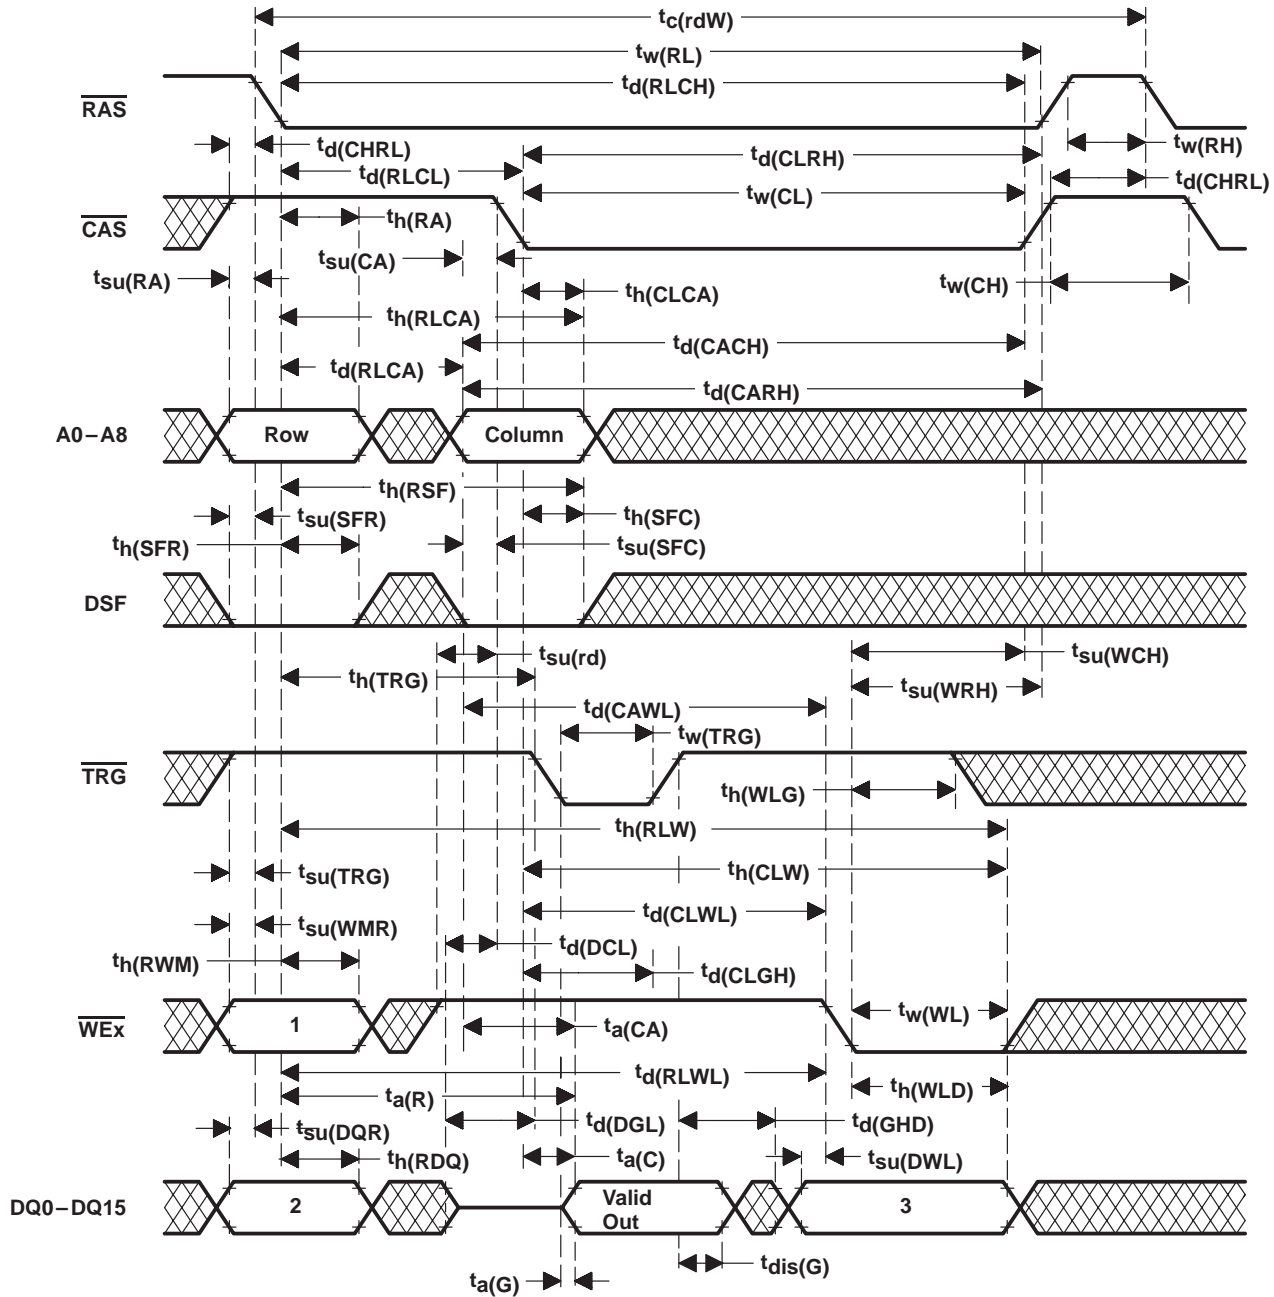 tc(rdW)
tw(RL)
td(RLCH)
RAS
td(CHRL)
td(CLRH)
tw(RH)
td(RLCL)
td(CHRL)
tw(CL)
th(RA)
CAS
tsu(CA)
tsu(RA)
tw(CH)
th(CLCA)
th(RLCA)
td(CACH)
td(RLCA)
td(CARH)
A0–A8
Row
Column
th(RSF)
tsu(SFR)
th(SFC)
th(SFR)
tsu(SFC)
DSF
tsu(rd)
tsu(WCH)
th(TRG)
tsu(WRH)
td(CAWL)
tw(TRG)
TRG
th(WLG)
th(RLW)
tsu(TRG)
th(CLW)
td(CLWL)
tsu(WMR)
td(DCL)
th(RWM)
td(CLGH)
WEx
1
ta(CA)
tw(WL)
td(RLWL)
th(WLD)
ta(R)
td(DGL)
td(GHD)
tsu(DQR)
th(RDQ)
ta(C)
tsu(DWL)
DQ0–DQ15
2
Valid
Out
3
tdis(G)
ta(G)